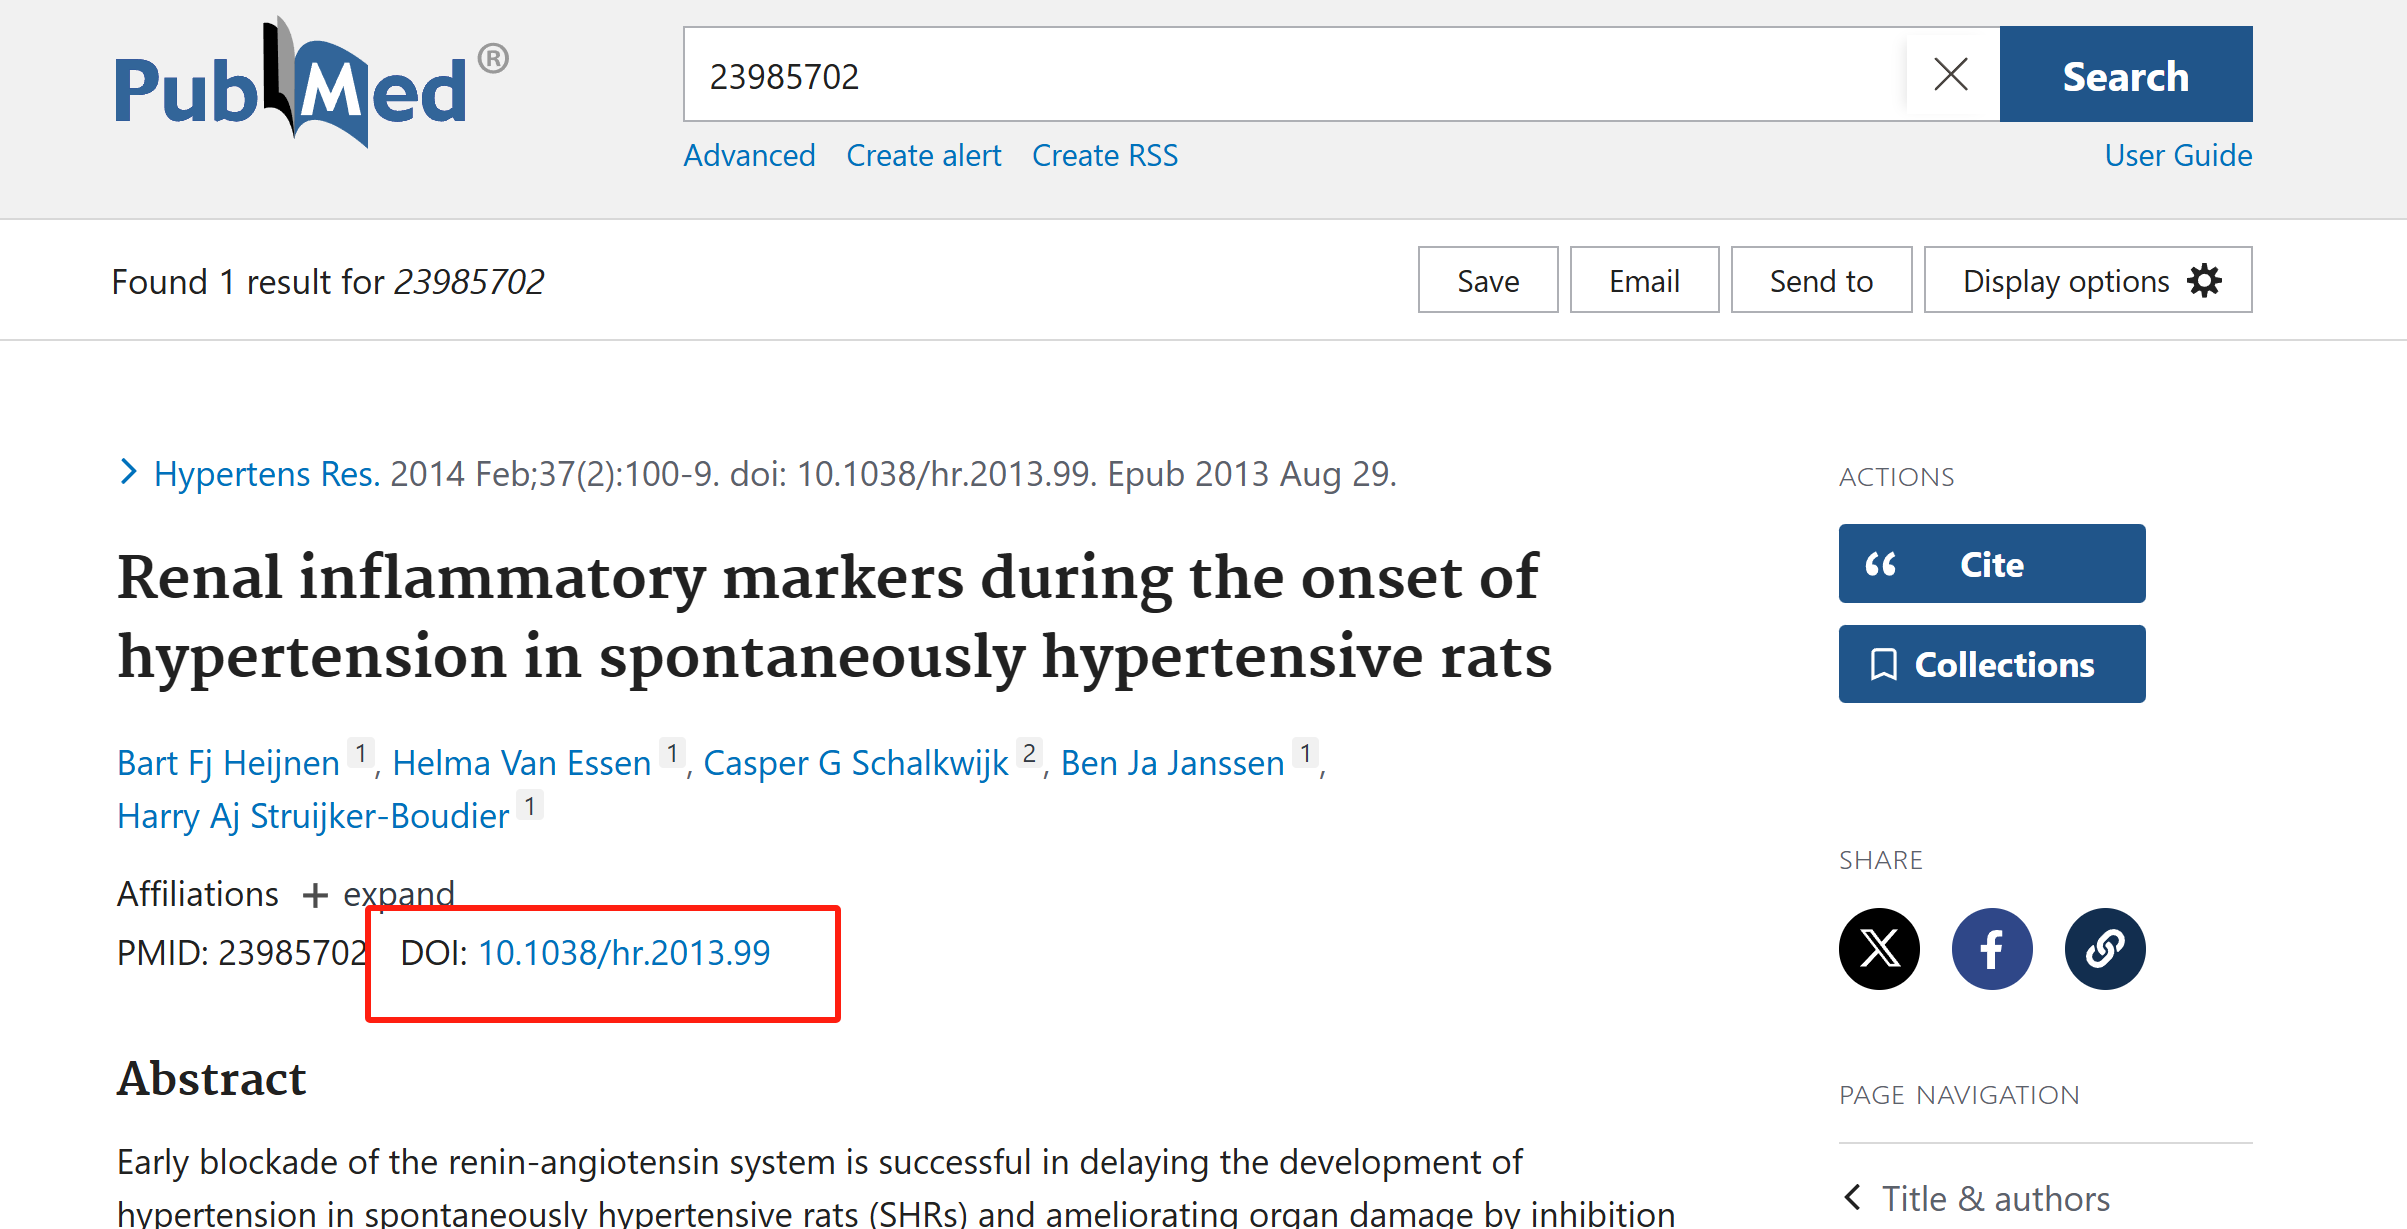 PubMed®
23985702
Search
Advanced Create alert Create RSS User Guide
Found 1 result for 23985702
Save Email Send to Display options
Hypertens Res. 2014 Feb;37(2):100-9. doi: 10.1038/hr.2013.99. Epub 2013 Aug 29.
Renal inflammatory markers during the onset of
hypertension in spontaneously hypertensive rats
Bart Fj Heijnen 1, Helma Van Essen 1, Casper G Schalkwijk 2, Ben Ja Janssen 1,
Harry Aj Struijker-Boudier 1
Affiliations + expand
PMID: 23985702 DOI: 10.1038/hr.2013.99
Abstract
Early blockade of the renin-angiotensin system is successful in delaying the development of
hypertension in spontaneously hypertensive rats (SHRs) and ameliorating organ damage by inhibition
ACTIONS
Cite
Collections
SHARE
PAGE NAVIGATION
Title & authors